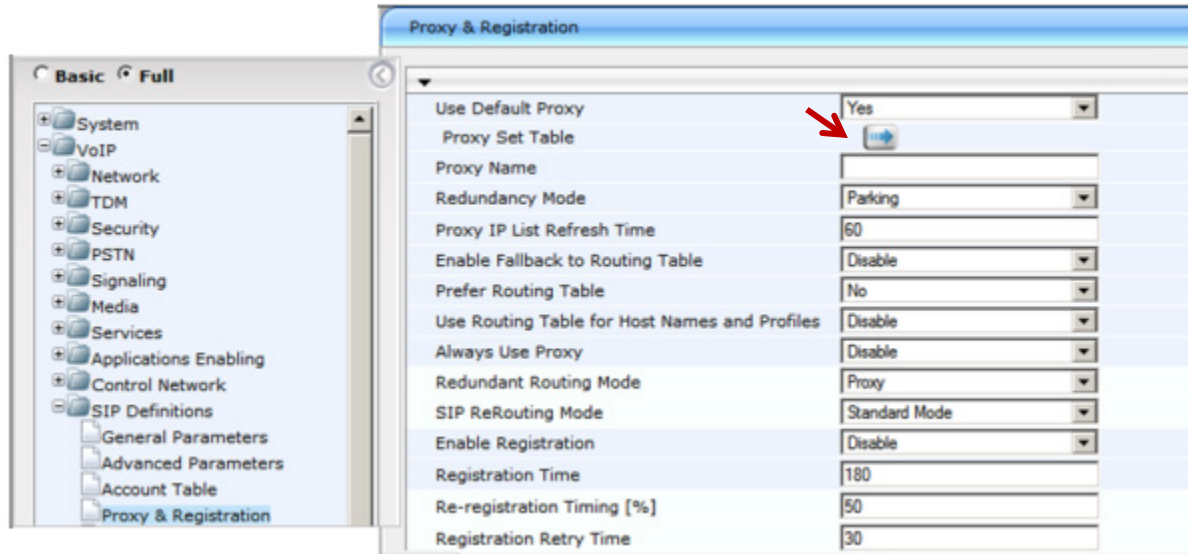 Proxy & Registration
Basic Full
System
VoIP
Network
TDM
Security
PSTN
Signaling
Media
Services
Applications Enabling
Control Network
SIP Definitions
General Parameters
Advanced Parameters
Account Table
Proxy & Registration
Use Default Proxy Yes
Proxy Set Table
Proxy Name
Redundancy Mode Parking
Proxy IP List Refresh Time 60
Enable Fallback to Routing Table Disable
Prefer Routing Table No
Use Routing Table for Host Names and Profiles Disable
Always Use Proxy Disable
Redundant Routing Mode Proxy
SIP ReRouting Mode Standard Mode
Enable Registration Disable
Registration Time 180
Re-registration Timing [%] 50
Registration Retry Time 30